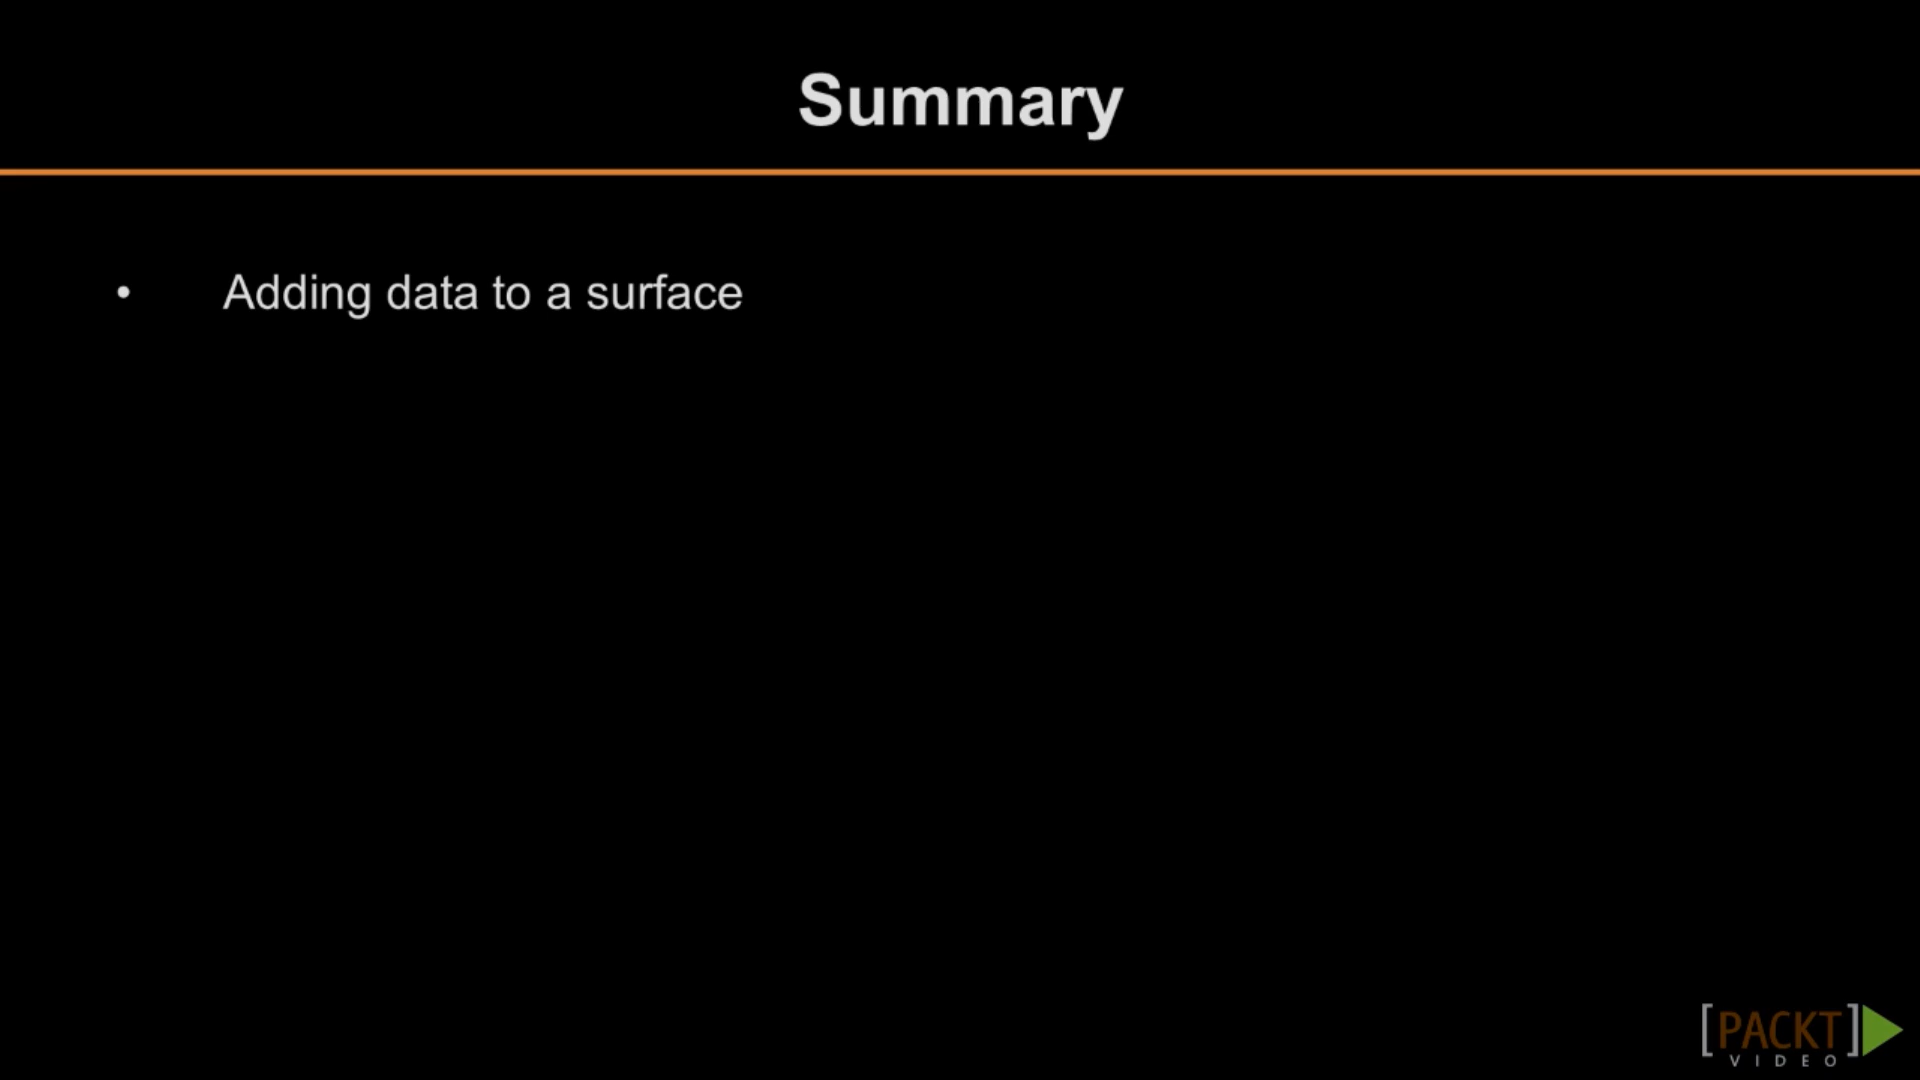 Summary
• Adding data to a surface
[PACKT]
VIDEO